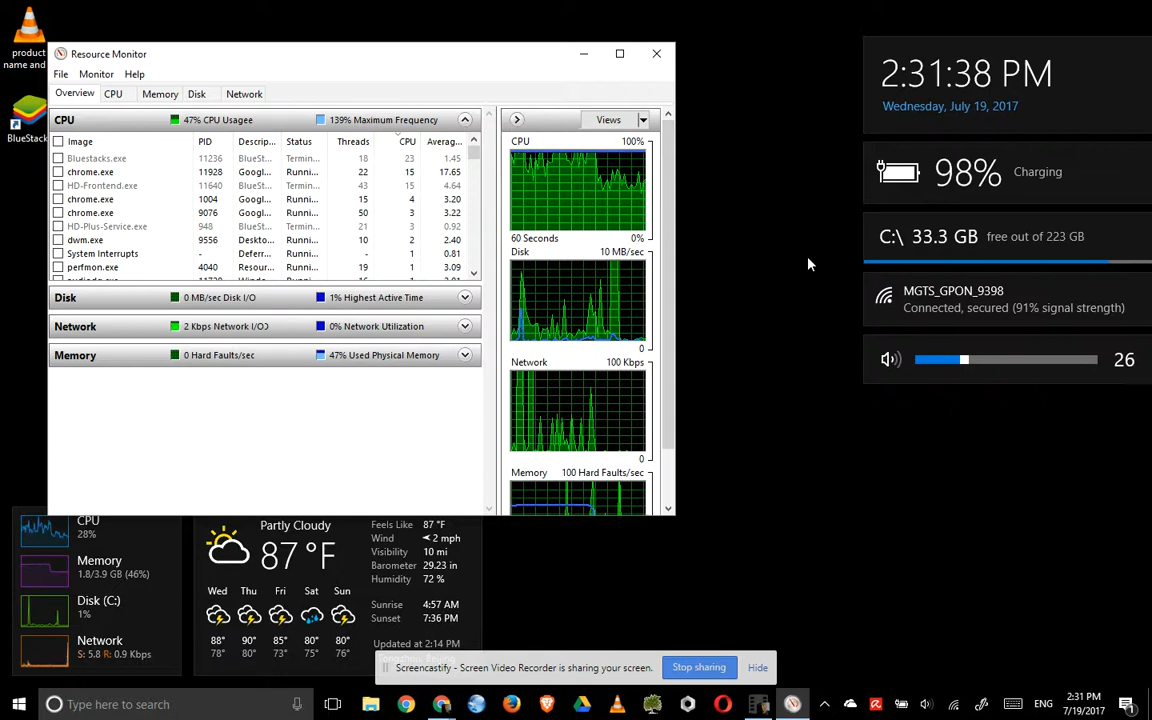 product
name and ...
BlueStack
Resource Monitor
File Monitor Help
Overview CPU Memory Disk Network
CPU 47% CPU Usagee 139% Maximum Frequency
Image PID Descrip... Status Threads CPU Averag...
Bluestacks.exe 11236 BlueSt... Termin... 18 23 1.45
chrome.exe 11928 Googl... Runni... 22 15 17.65
HD-Frontend.exe 11640 BlueSt... Termin... 43 15 4.64
chrome.exe 1004 Googl... Runni... 15 4 3.20
chrome.exe 9076 Googl... Runni... 50 3 3.22
HD-Plus-Service.exe 948 BlueSt... Termin... 21 3 0.92
dwm.exe 9556 Deskto... Runni... 10 2 2.40
System Interrupts - Deferr... Runni... - 1 0.81
perfmon.exe 4040 Resour... Runni... 19 1 3.09
Disk 0 MB/sec Disk I/O 1% Highest Active Time
Network 2 Kbps Network I/O 0% Network Utilization
Memory 0 Hard Faults/sec 47% Used Physical Memory
Views
CPU 100%
60 Seconds 0%
Disk 10 MB/sec
0
Network 100 Kbps
0
Memory 100 Hard Faults/sec
2:31:38 PM
Wednesday, July 19, 2017
98% Charging
C:\ 33.3 GB free out of 223 GB
MGTS_GPON_9398
Connected, secured (91% signal strength)
26
CPU
28%
Memory
1.8/3.9 GB (46%)
Disk (C:)
1%
Network
S: 5.8 R: 0.9 Kbps
Partly Cloudy
87 °F
Feels Like 87 °F
Wind 2 mph
Visibility 10 mi
Barometer 29.23 in
Humidity 72 %
Sunrise 4:57 AM
Sunset 7:36 PM
Updated at 2:14 PM
Wed Thu Fri Sat Sun
88° 90° 85° 80° 80°
78° 80° 73° 75° 76°
Screencastify - Screen Video Recorder is sharing your screen. Stop sharing Hide
Type here to search
ENG
2:31 PM
7/19/2017
1